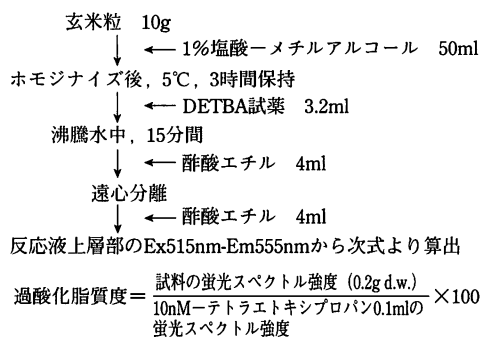 玄米粒 10g
1%塩酸－メチルアルコール 50ml
ホモジナイズ後，5℃，3時間保持
DETBA試薬 3.2ml
沸騰水中，15分間
酢酸エチル 4ml
遠心分離
酢酸エチル 4ml
反応液上層部のEx515nm-Em555nmから次式より算出
過酸化脂質度＝試料の蛍光スペクトル強度（0.2g d.w.）×100
10nM－テトラエトキシプロパン0.1mlの
蛍光スペクトル強度